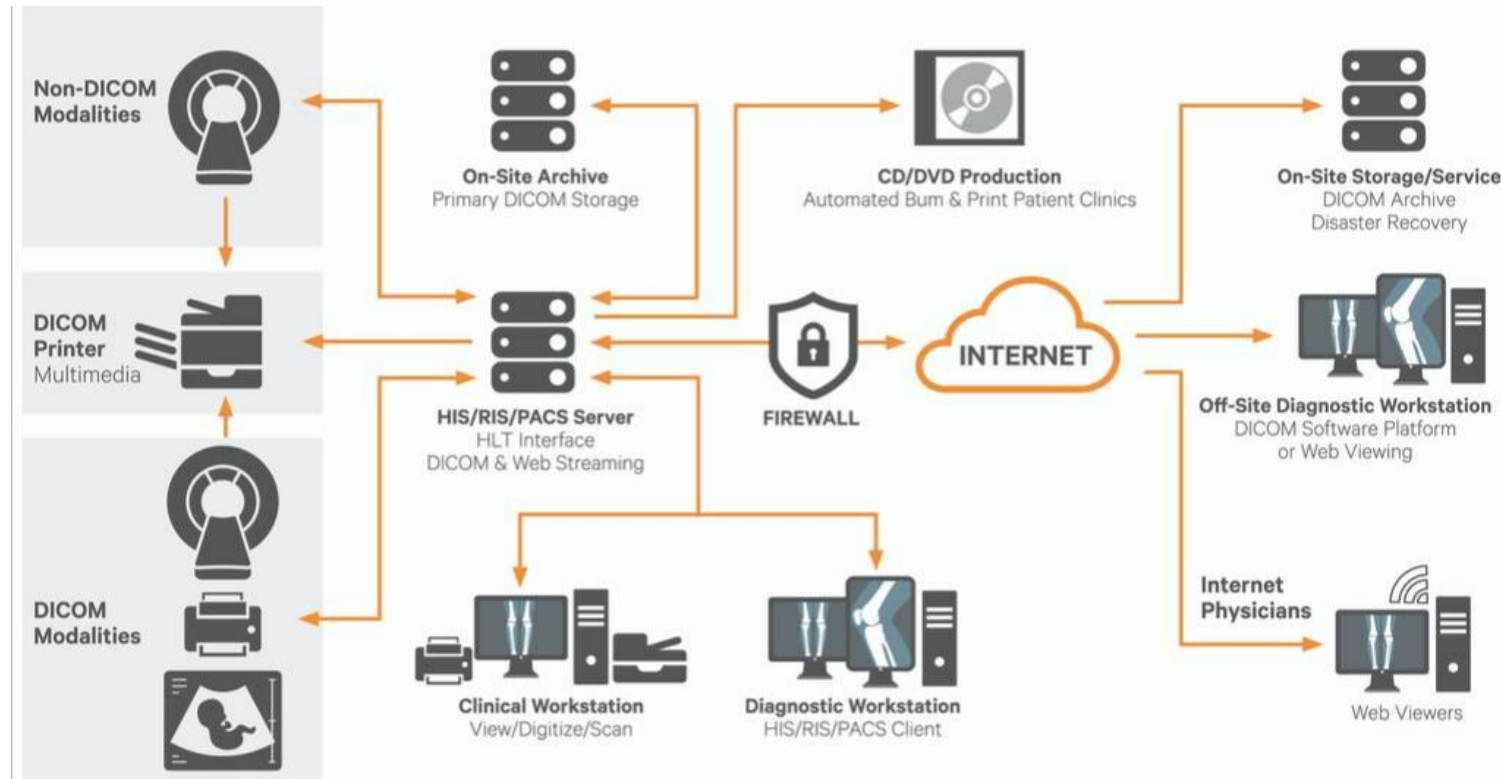 Non-DICOM
Modalities
On-Site Archive
Primary DICOM Storage
CD/DVD Production
Automated Bum & Print Patient Clinics
On-Site Storage/Service
DICOM Archive
Disaster Recovery
DICOM
Printer
Multimedia
HIS/RIS/PACS Server
HLT Interface
DICOM & Web Streaming
FIREWALL
INTERNET
Off-Site Diagnostic Workstation
DICOM Software Platform
or Web Viewing
DICOM
Modalities
Clinical Workstation
View/Digitize/Scan
Diagnostic Workstation
HIS/RIS/PACS Client
Internet
Physicians
Web Viewers